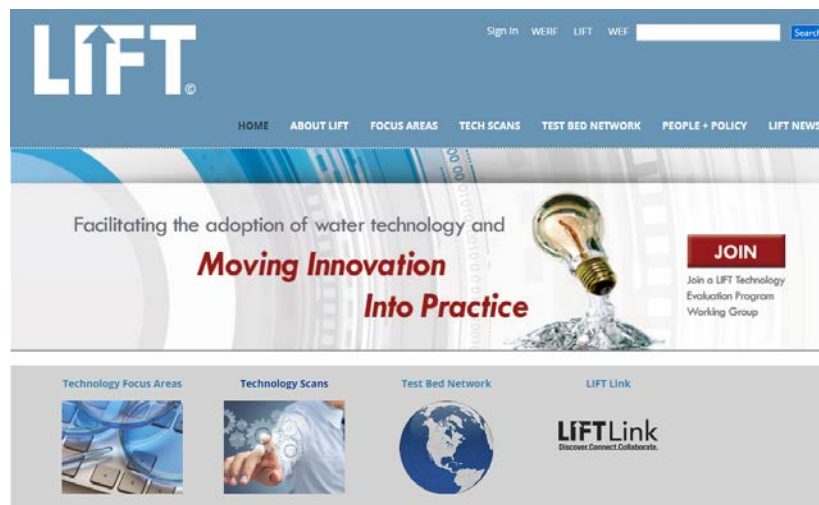 LIFT©
Sign In WERF LIFT WEF Search
HOME ABOUT LIFT FOCUS AREAS TECH SCANS TEST BED NETWORK PEOPLE + POLICY LIFT NEWS
Facilitating the adoption of water technology and
Moving Innovation
Into Practice
JOIN
Join a LIFT Technology
Evaluation Program
Working Group
Technology Focus Areas Technology Scans Test Bed Network LIFT Link
LIFTLink
Discover.Connect.Collaborate.